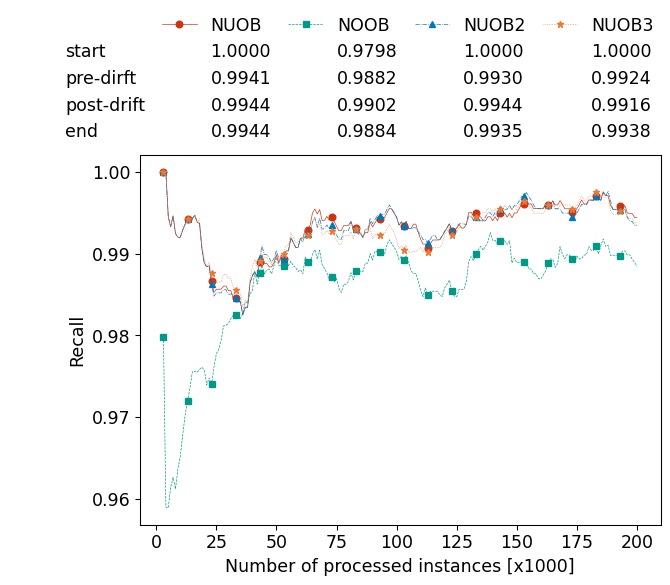 NUOB NOOB NUOB2 NUOB3
start 1.0000 0.9798 1.0000 1.0000
pre-dirft 0.9941 0.9882 0.9930 0.9924
post-drift 0.9944 0.9902 0.9944 0.9916
end 0.9944 0.9884 0.9935 0.9938
1.00
0.99
0.98
0.97
0.96
Recall
0 25 50 75 100 125 150 175 200
Number of processed instances [x1000]